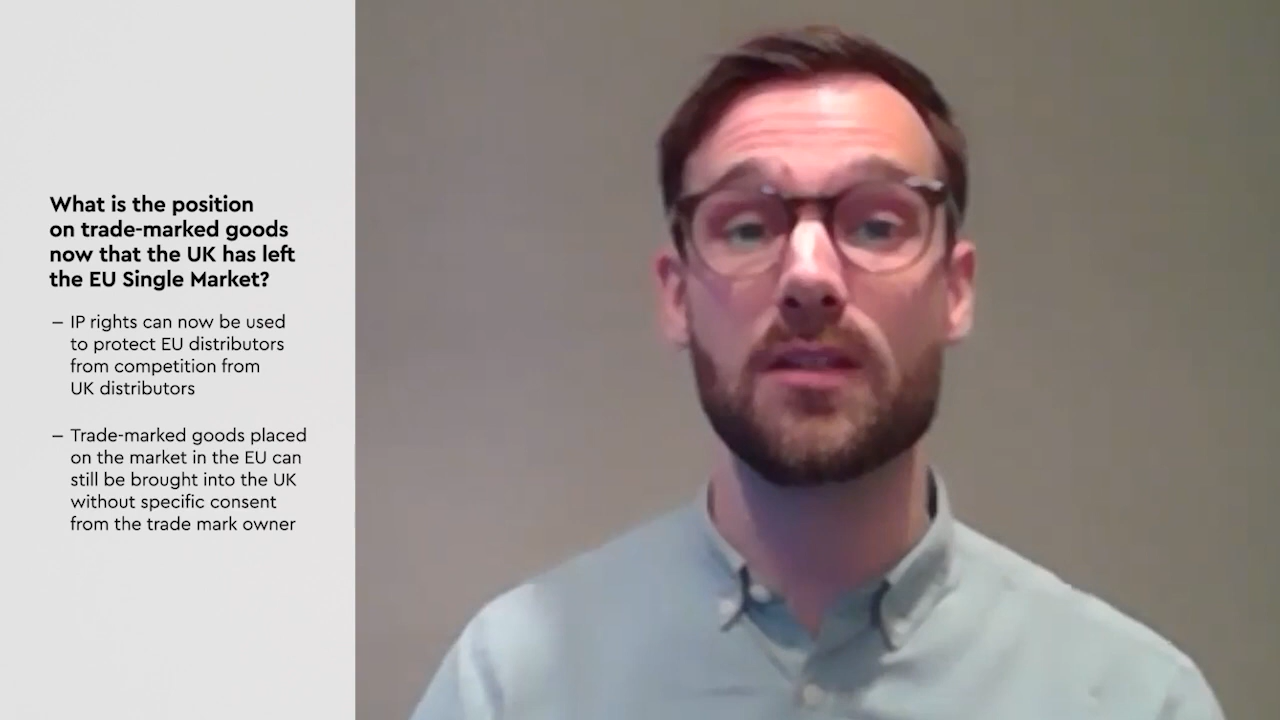 What is the position
on trade-marked goods
now that the UK has left
the EU Single Market?
– IP rights can now be used
to protect EU distributors
from competition from
UK distributors
– Trade-marked goods placed
on the market in the EU can
still be brought into the UK
without specific consent
from the trade mark owner